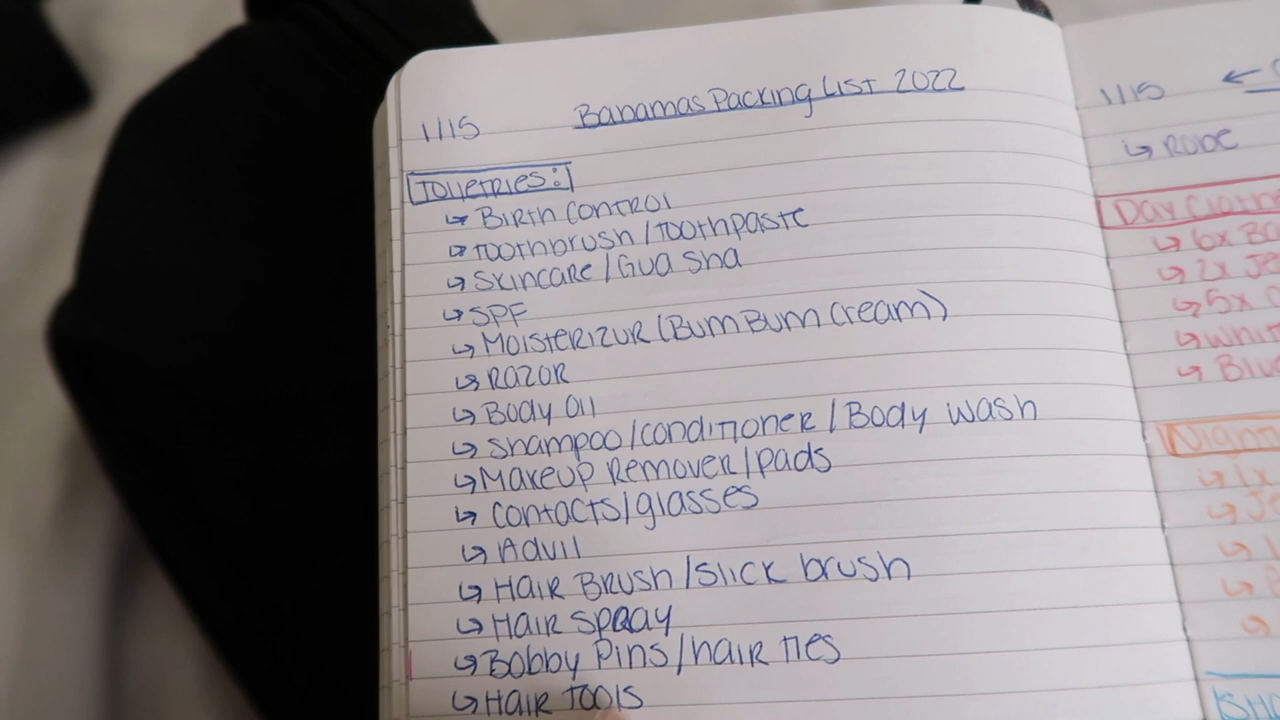 1/15 Bahamas Packing List 2022
Toiletries:
↳ Birth Control
↳ Toothbrush/Toothpaste
↳ Skincare/Gua Sha
↳ SPF
↳ Moisterizur (Bum Bum Cream)
↳ Razor
↳ Body Oil
↳ Shampoo/Conditioner/Body wash
↳ Makeup Remover/pads
↳ Contacts/glasses
↳ Advil
↳ Hair Brush/Slick brush
↳ Hair Spray
↳ Bobby Pins/hair ties
↳ Hair Tools
1/15 ←
↳ Robe
Day
↳ 6x
↳ 2x
↳ 5x
↳
↳
↳ 1x
↳
↳
↳
↳